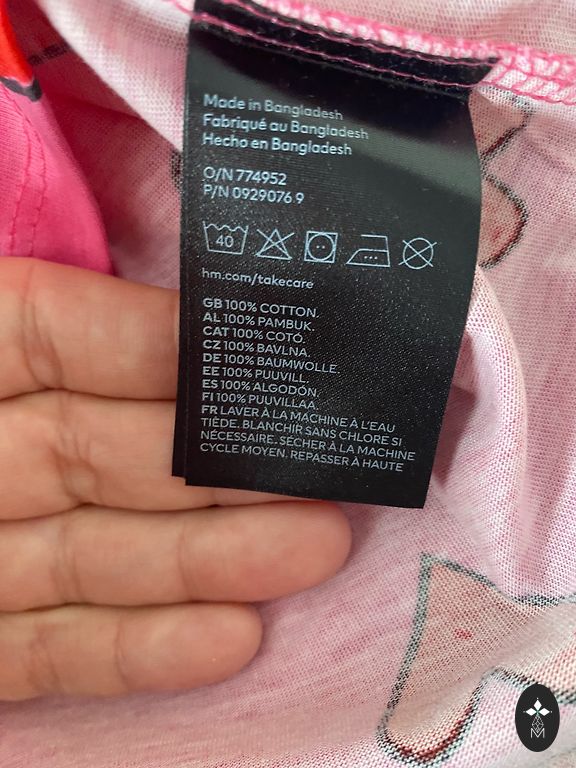 Made in Bangladesh
Fabriqué au Bangladesh
Hecho en Bangladesh
O/N 774952
P/N 0929076 9
40
hm.com/takecare
GB 100% COTTON.
AL 100% PAMBUK.
CAT 100% COTÓ.
CZ 100% BAVLNA.
DE 100% BAUMWOLLE.
EE 100% PUUVILL.
ES 100% ALGODÓN.
FI 100% PUUVILLAA.
FR LAVER À LA MACHINE À L'EAU
TIÈDE. BLANCHIR SANS CHLORE SI
NÉCESSAIRE. SÉCHER À LA MACHINE
CYCLE MOYEN. REPASSER À HAUTE